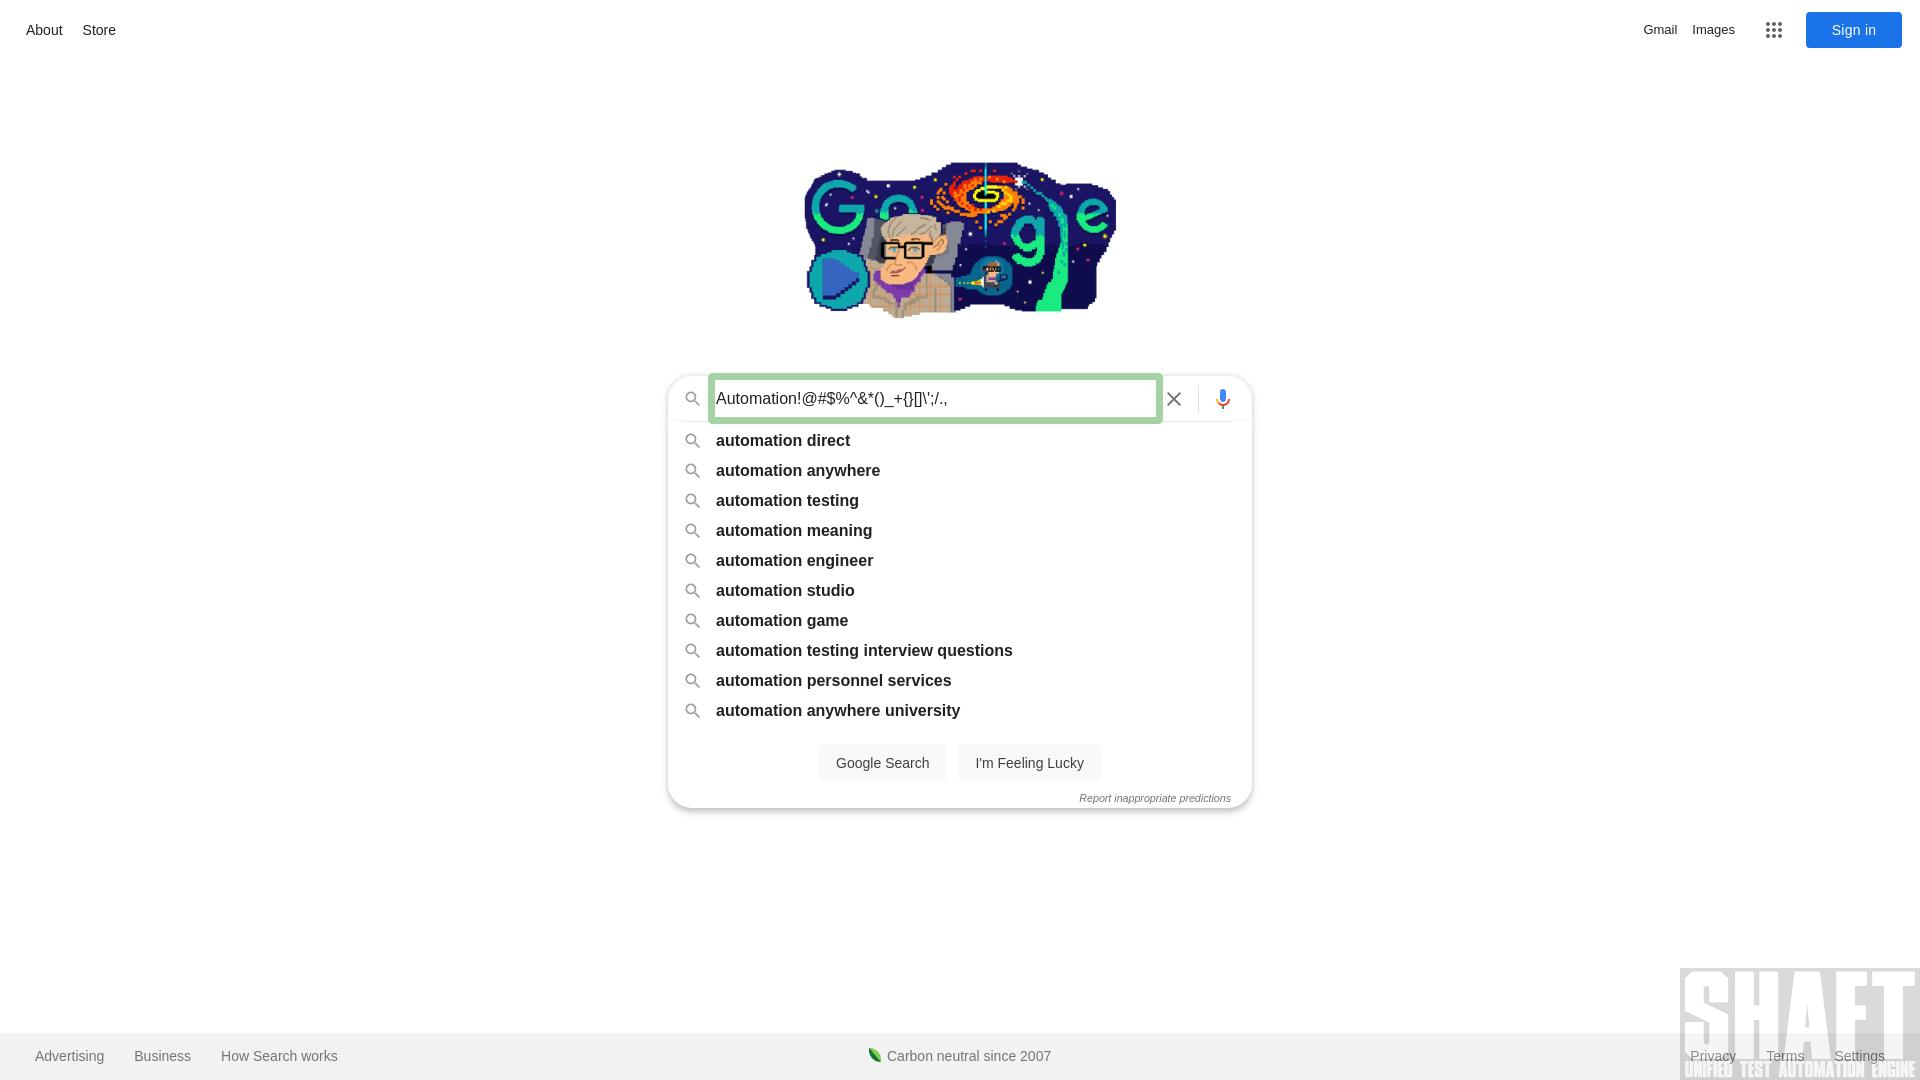 About Store Gmail Images Sign in
Google
Automation!@#$%^&*()_+{}[]\';/.,
automation direct
automation anywhere
automation testing
automation meaning
automation engineer
automation studio
automation game
automation testing interview questions
automation personnel services
automation anywhere university
Google Search I'm Feeling Lucky
Report inappropriate predictions
SHAFT
Advertising Business How Search works Carbon neutral since 2007 Privacy Terms Settings
UNIFIED TEST AUTOMATION ENGINE